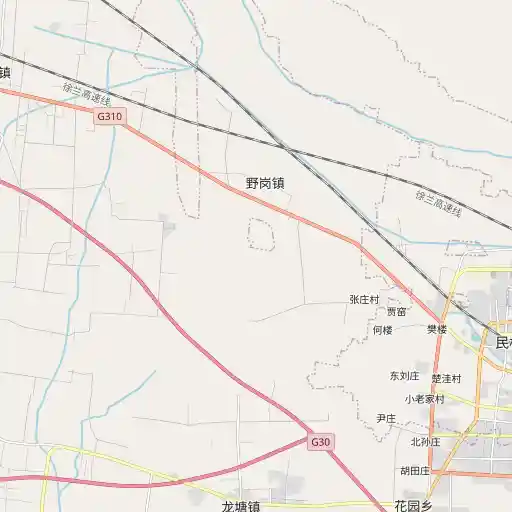 镇
徐兰高速线
G310
野岗镇
徐兰高速线
张庄村
贾窑
何楼
樊楼
民
东刘庄
楚洼村
小老家村
尹庄
北孙庄
G30
胡田庄
龙塘镇
花园乡